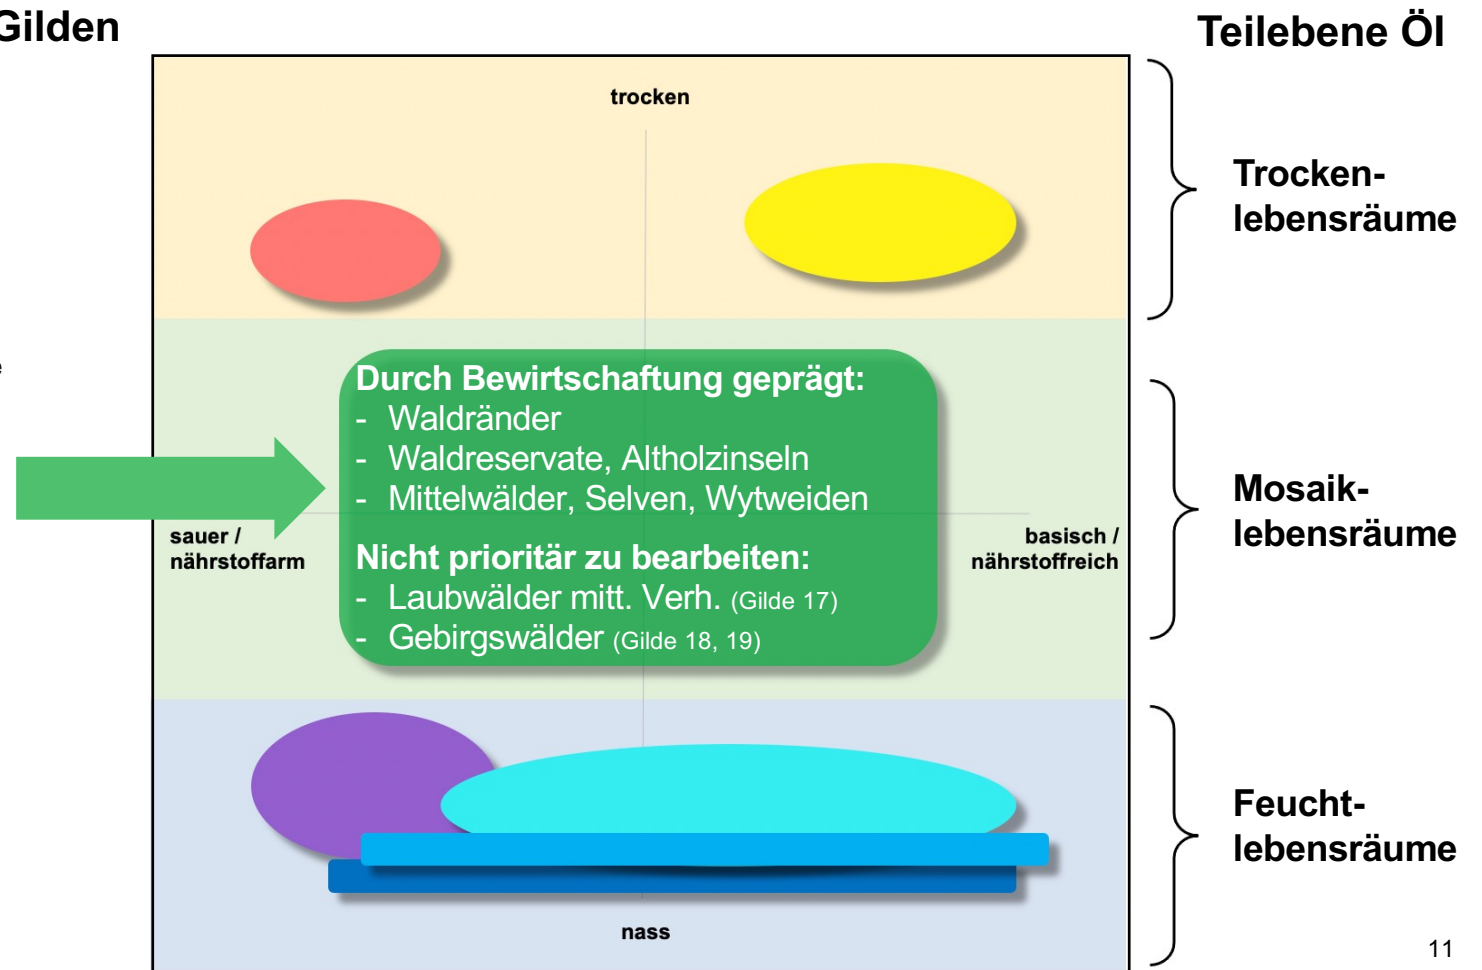 Gilden
Teilebene Öl
trocken
Trocken-
lebensräume
Durch Bewirtschaftung geprägt:
- Waldränder
- Waldreservate, Altholzinseln
- Mittelwälder, Selven, Wytweiden
Nicht prioritär zu bearbeiten:
- Laubwälder mitt. Verh. (Gilde 17)
- Gebirgswälder (Gilde 18, 19)
sauer /
nährstoffarm
basisch /
nährstoffreich
Mosaik-
lebensräume
Feucht-
lebensräume
nass
11